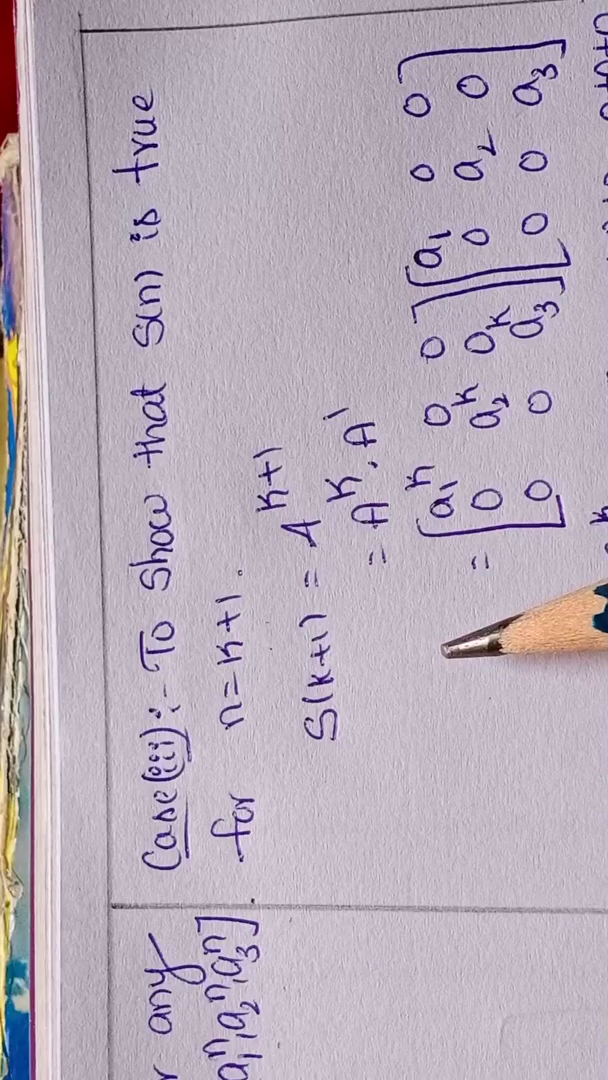 any
a₁ⁿ, a₂ⁿ, a₃ⁿ]
Case(iii):- To Show that S(n) is true
for n=k+1.
S(k+1) = A^{k+1}
= A^k. A^1
= [a₁^k 0 0] [a₁ 0 0]
[0 a₂^k 0] [0 a₂ 0]
[0 0 a₃^k] [0 0 a₃]